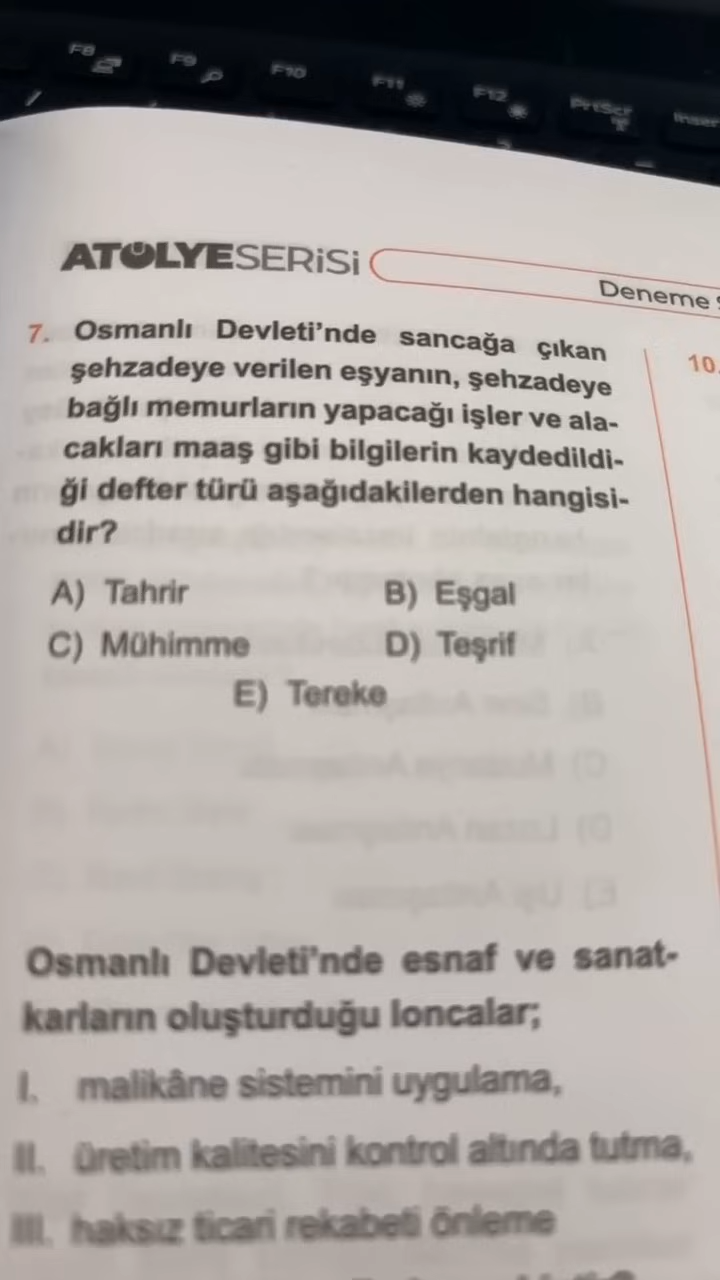 F8
F9
F10
F11
F12
PrtScr
Inser
ATÖLYESERİSİ
Deneme
7. Osmanlı Devleti'nde sancağa çıkan
şehzadeye verilen eşyanın, şehzadeye
bağlı memurların yapacağı işler ve ala-
cakları maaş gibi bilgilerin kaydedildi-
ği defter türü aşağıdakilerden hangisi-
dir?
A) Tahrir
B) Eşgal
C) Mühimme
D) Teşrif
E) Tereke
10.
Osmanlı Devleti'nde esnaf ve sanat-
karların oluşturduğu loncalar;
I. malikâne sistemini uygulama,
II. üretim kalitesini kontrol altında tutma,
III. haksız ticari rekabeti önleme